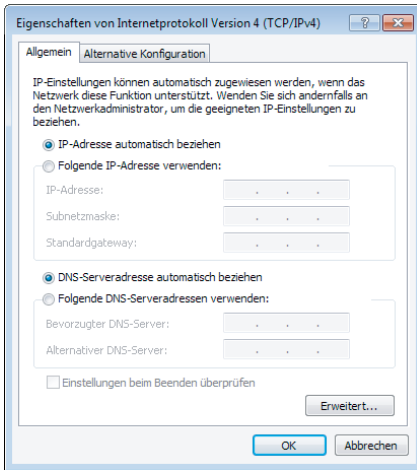 Eigenschaften von Internetprotokoll Version 4 (TCP/IPv4)
Allgemein Alternative Konfiguration
IP-Einstellungen können automatisch zugewiesen werden, wenn das
Netzwerk diese Funktion unterstützt. Wenden Sie sich andernfalls an
den Netzwerkadministrator, um die geeigneten IP-Einstellungen zu
beziehen.
IP-Adresse automatisch beziehen
Folgende IP-Adresse verwenden:
IP-Adresse:
Subnetzmaske:
Standardgateway:
DNS-Serveradresse automatisch beziehen
Folgende DNS-Serveradressen verwenden:
Bevorzugter DNS-Server:
Alternativer DNS-Server:
Einstellungen beim Beenden überprüfen
Erweitert...
OK Abbrechen